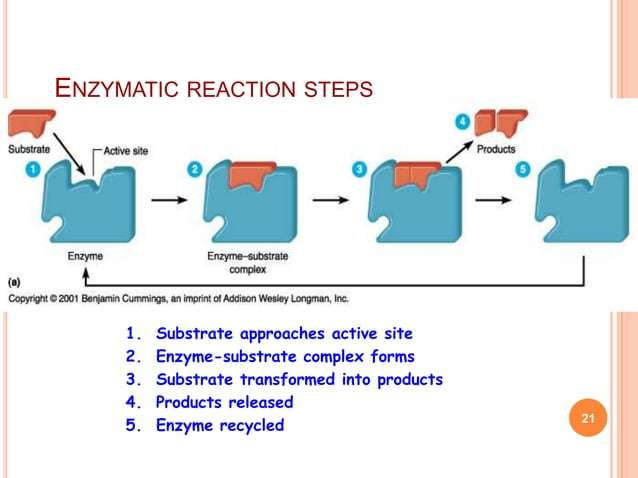 ENZYMATIC REACTION STEPS
Substrate
Active site
4
Products
1
2
3
5
Enzyme
Enzyme–substrate
complex
(a)
Copyright © 2001 Benjamin Cummings, an imprint of Addison Wesley Longman, Inc.
1. Substrate approaches active site
2. Enzyme-substrate complex forms
3. Substrate transformed into products
4. Products released
5. Enzyme recycled
21